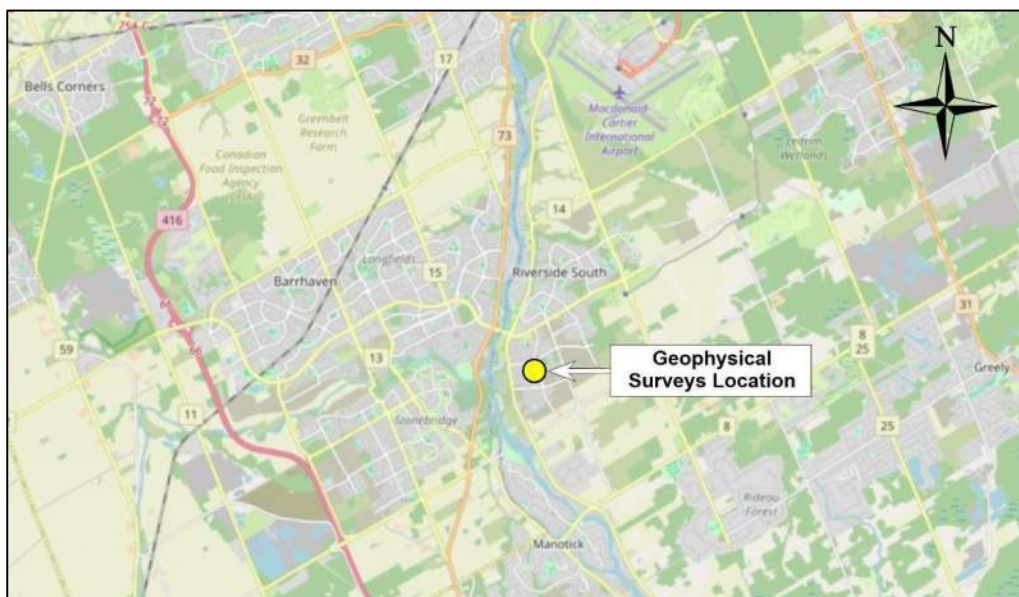 N
32
17
Bells Corners
Greenbelt
Research
Farm
Macdonald-
Cartier
International
Airport
73
Leitrim
Wetlands
Canadian
Food Inspection
Agency
416
14
Longfields
15
Riverside South
Barrhaven
66
31
59
66
13
8
25
Geophysical
Surveys Location
Greely
11
Stonebridge
8
25
Rideau
Forest
Manotick